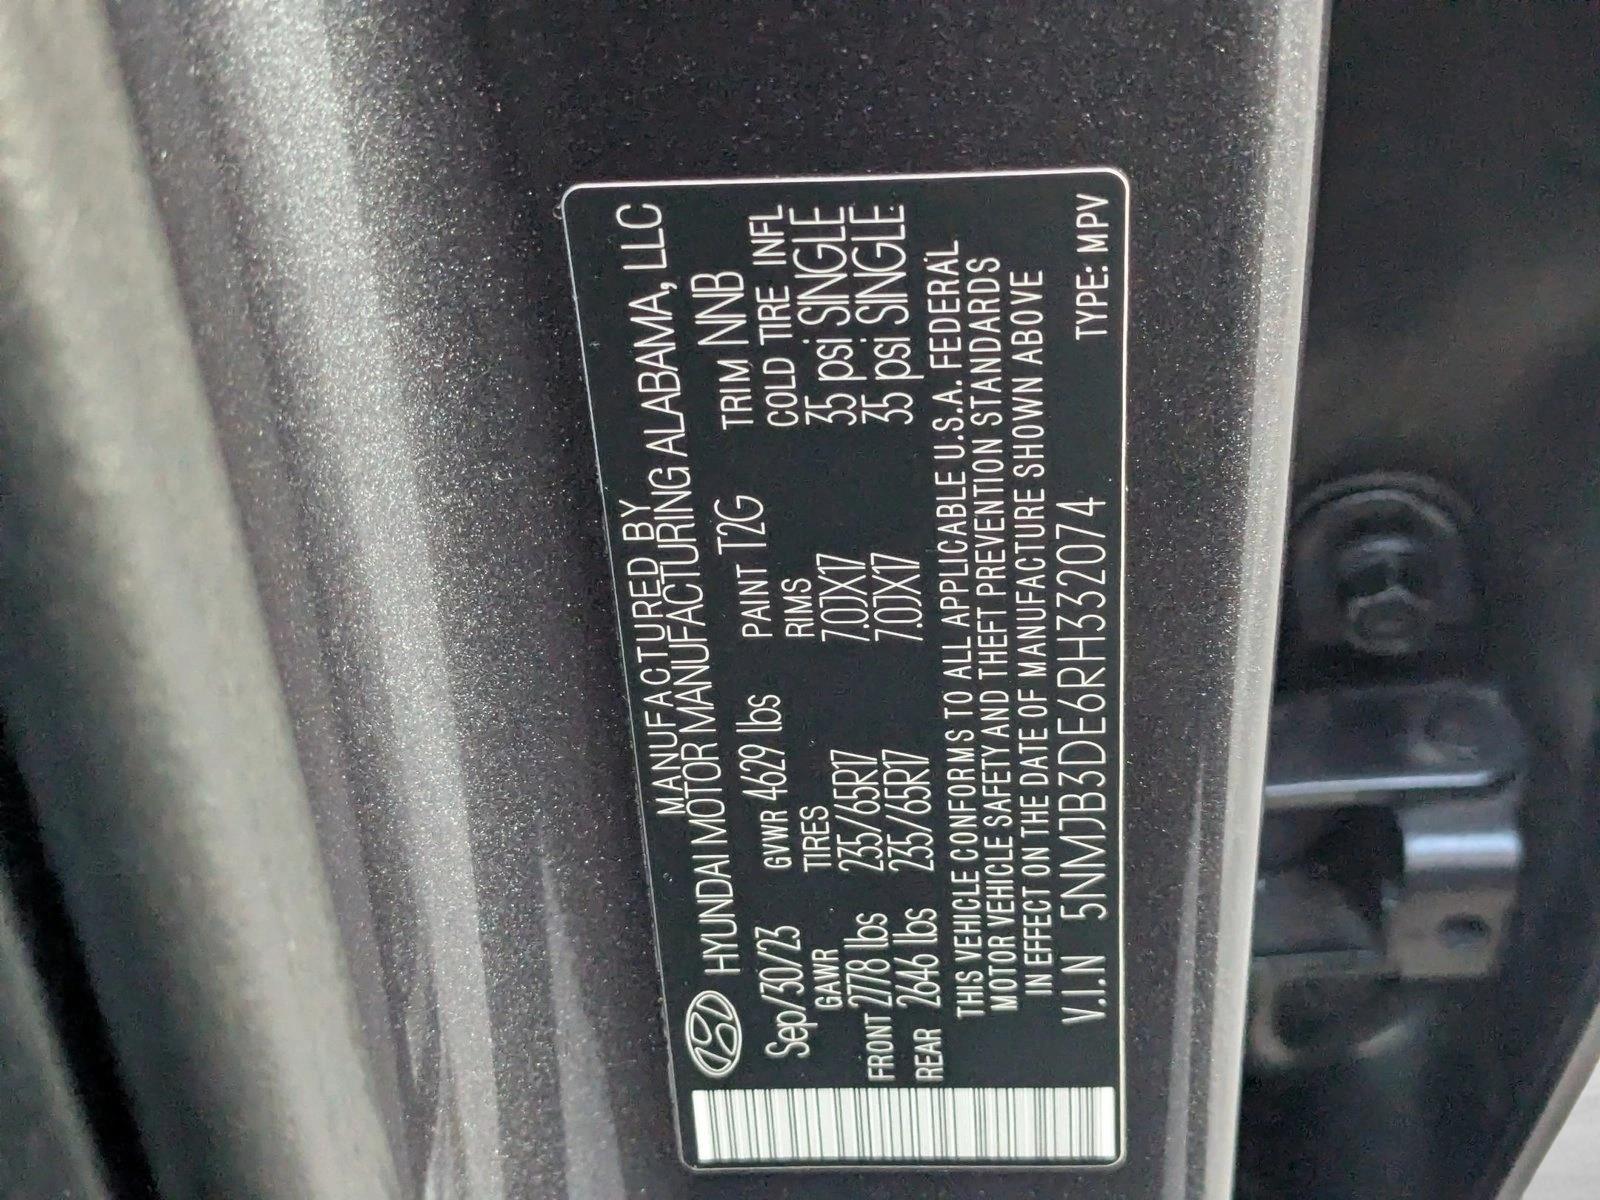 MANUFACTURED BY
HYUNDAI MOTOR MANUFACTURING ALABAMA, LLC
Sep/30/23 GVWR 4629 lbs PAINT T2G TRIM NNB
GAWR TIRES RIMS COLD TIRE INFL
FRONT 2778 lbs 235/65R17 7.0JX17 35 psi SINGLE
REAR 2646 lbs 235/65R17 7.0JX17 35 psi SINGLE
THIS VEHICLE CONFORMS TO ALL APPLICABLE U.S.A. FEDERAL
MOTOR VEHICLE SAFETY AND THEFT PREVENTION STANDARDS
IN EFFECT ON THE DATE OF MANUFACTURE SHOWN ABOVE
V.I.N 5NMJB3DE6RH332074 TYPE: MPV